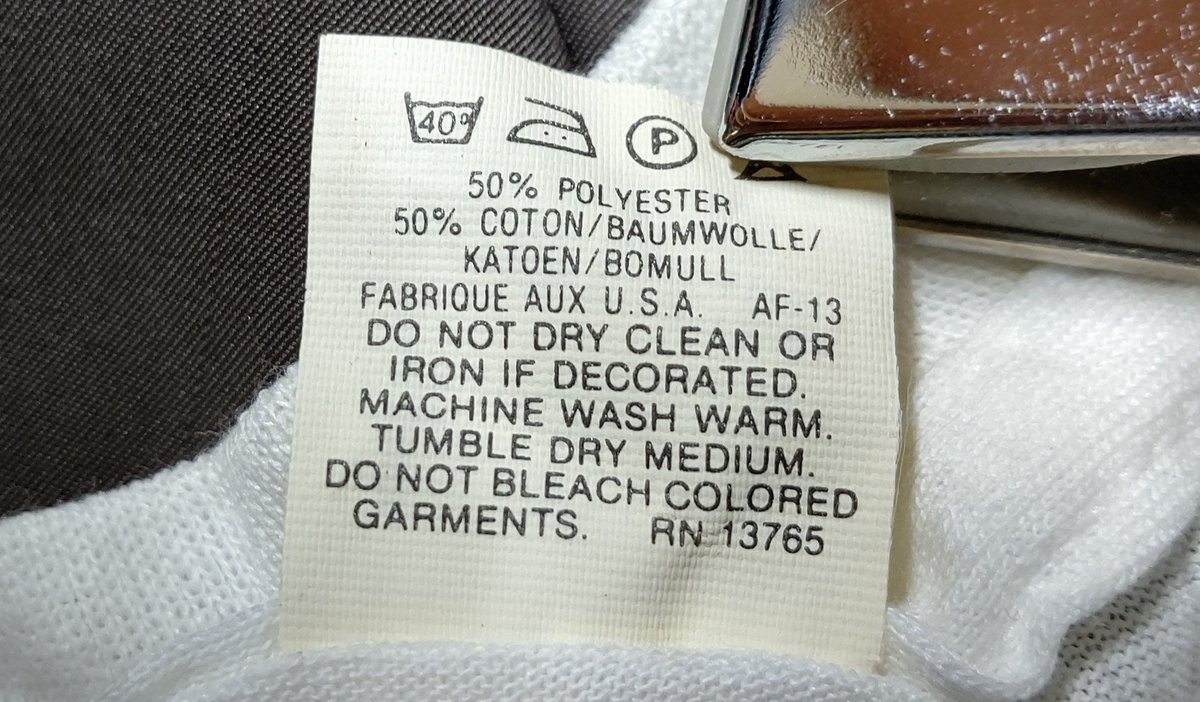 40° P
50% POLYESTER
50% COTON/BAUMWOLLE/
KATOEN/BOMULL
FABRIQUE AUX U.S.A. AF-13
DO NOT DRY CLEAN OR
IRON IF DECORATED.
MACHINE WASH WARM.
TUMBLE DRY MEDIUM.
DO NOT BLEACH COLORED
GARMENTS. RN 13765